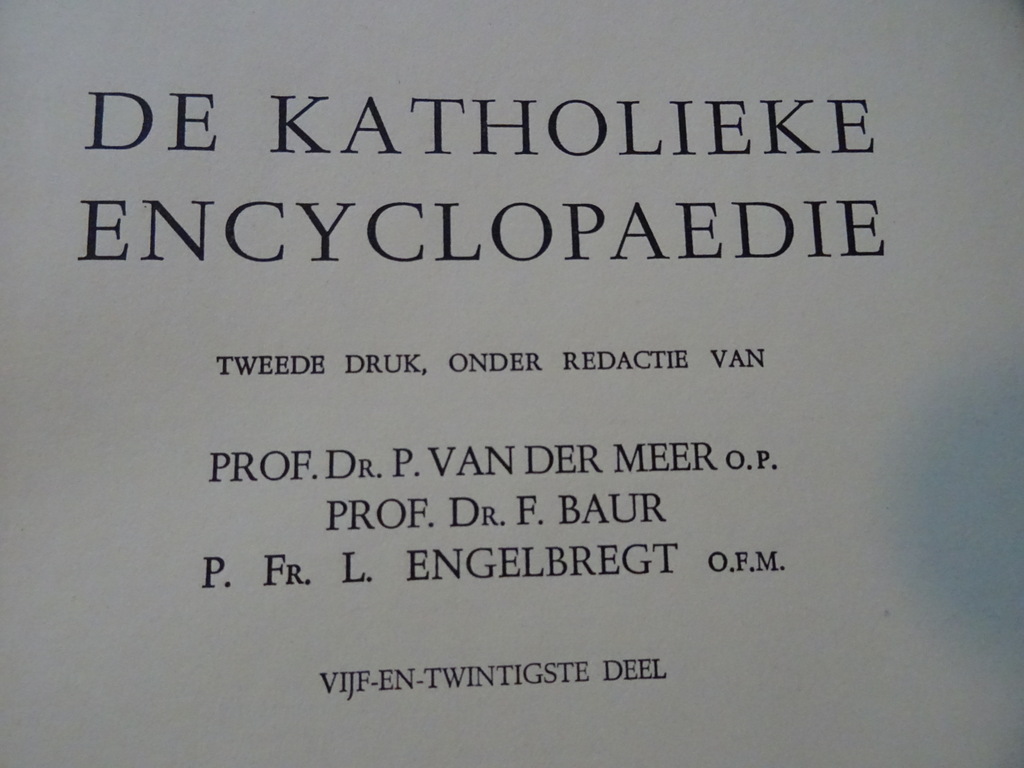 DE KATHOLIEKE
ENCYCLOPAEDIE
TWEEDE DRUK, ONDER REDACTIE VAN
PROF. DR. P. VAN DER MEER O.P.
PROF. DR. F. BAUR
P. FR. L. ENGELBREGT O.F.M.
VIJF-EN-TWINTIGSTE DEEL